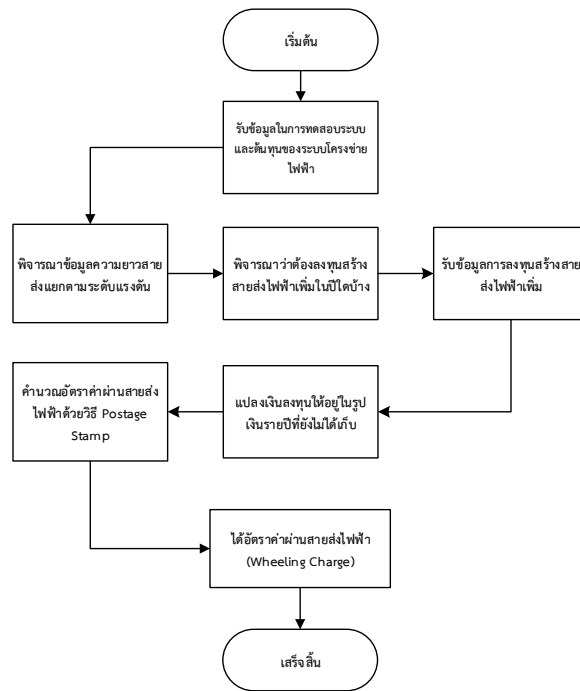 เริ่มต้น
รับข้อมูลในการทดสอบระบบ
และต้นทุนของระบบโครงข่าย
ไฟฟ้า
พิจารณาข้อมูลความยาวสาย
ส่งแยกตามระดับแรงดัน
พิจารณาว่าต้องลงทุนสร้าง
สายส่งไฟฟ้าเพิ่มในปีใดบ้าง
รับข้อมูลการลงทุนสร้างสาย
ส่งไฟฟ้าเพิ่ม
แปลงเงินลงทุนให้อยู่ในรูป
เงินรายปีที่ยังไม่ได้เก็บ
คำนวณอัตราค่าผ่านสายส่ง
ไฟฟ้าด้วยวิธี Postage
Stamp
ได้อัตราค่าผ่านสายส่งไฟฟ้า
(Wheeling Charge)
เสร็จสิ้น